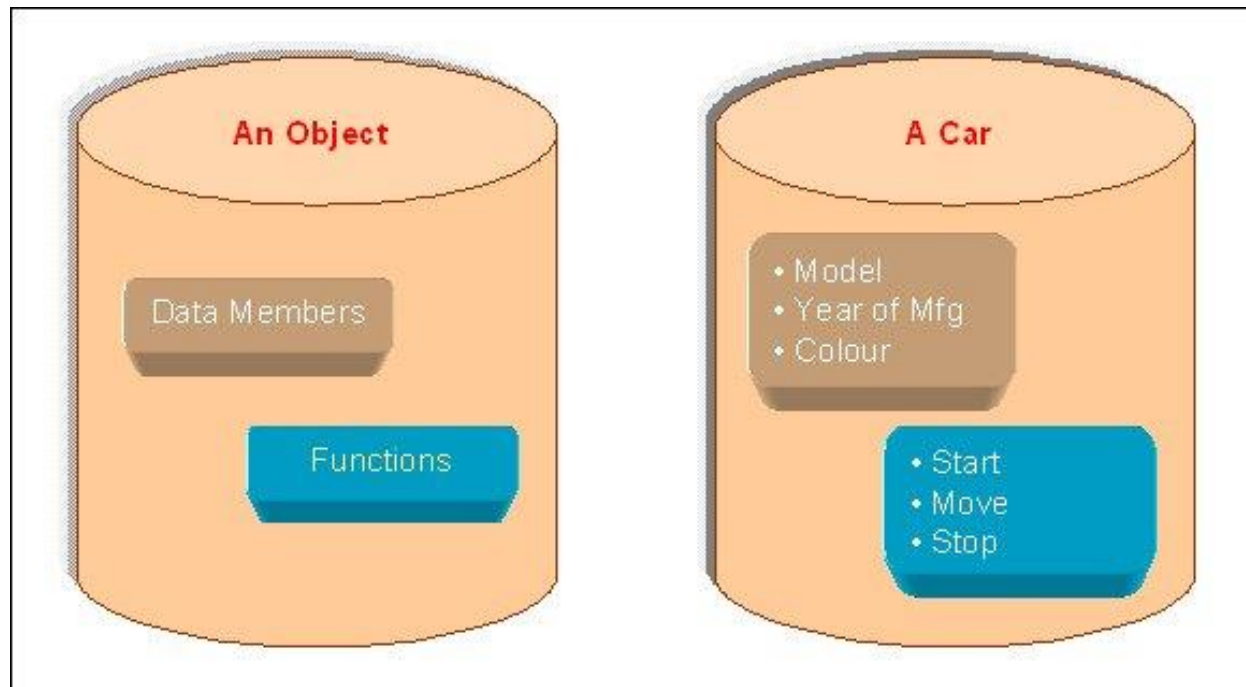 An Object
Data Members
Functions
A Car
• Model
• Year of Mfg
• Colour
• Start
• Move
• Stop